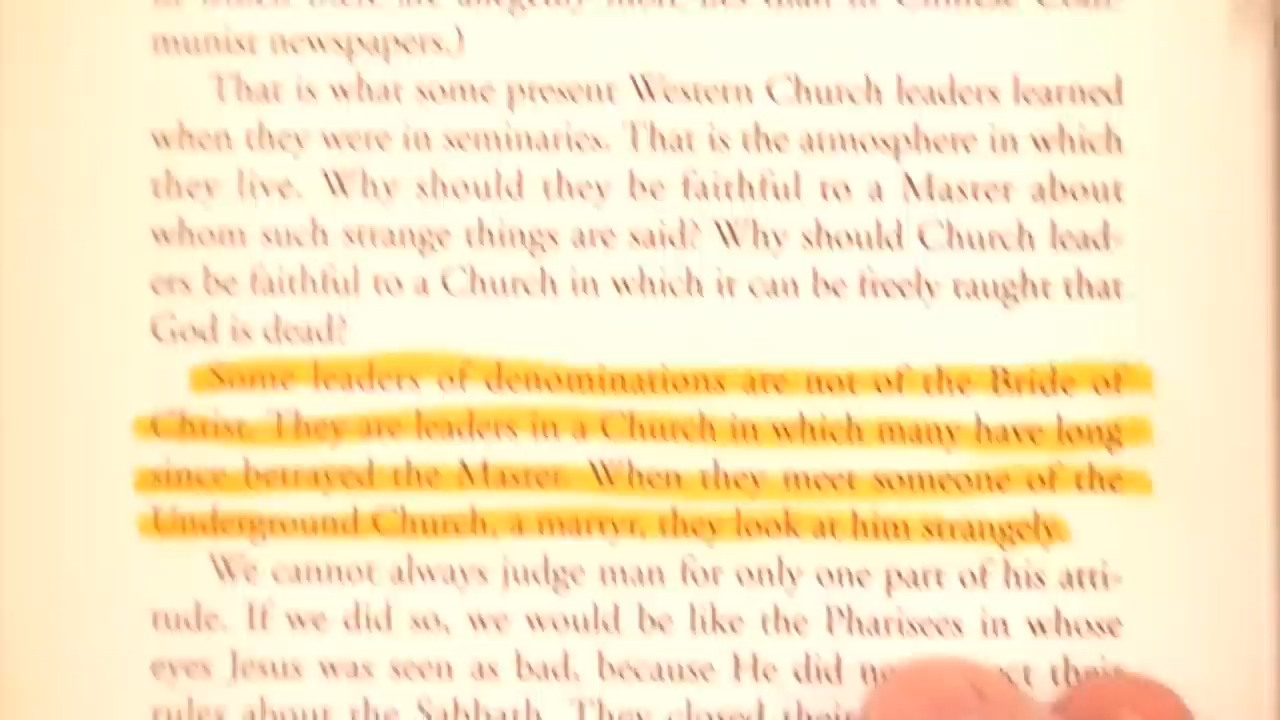 munist newspapers.)
That is what some present Western Church leaders learned
when they were in seminaries. That is the atmosphere in which
they live. Why should they be faithful to a Master about
whom such strange things are said? Why should Church lead-
ers be faithful to a Church in which it can be freely taught that
God is dead?
Some leaders of denominations are not of the Bride of
Christ. They are leaders in a Church in which many have long
since betrayed the Master. When they meet someone of the
Underground Church, a martyr, they look at him strangely.
We cannot always judge man for only one part of his atti-
tude. If we did so, we would be like the Pharisees in whose
eyes Jesus was seen as bad, because He did their
rules about the Sabbath. They closed their